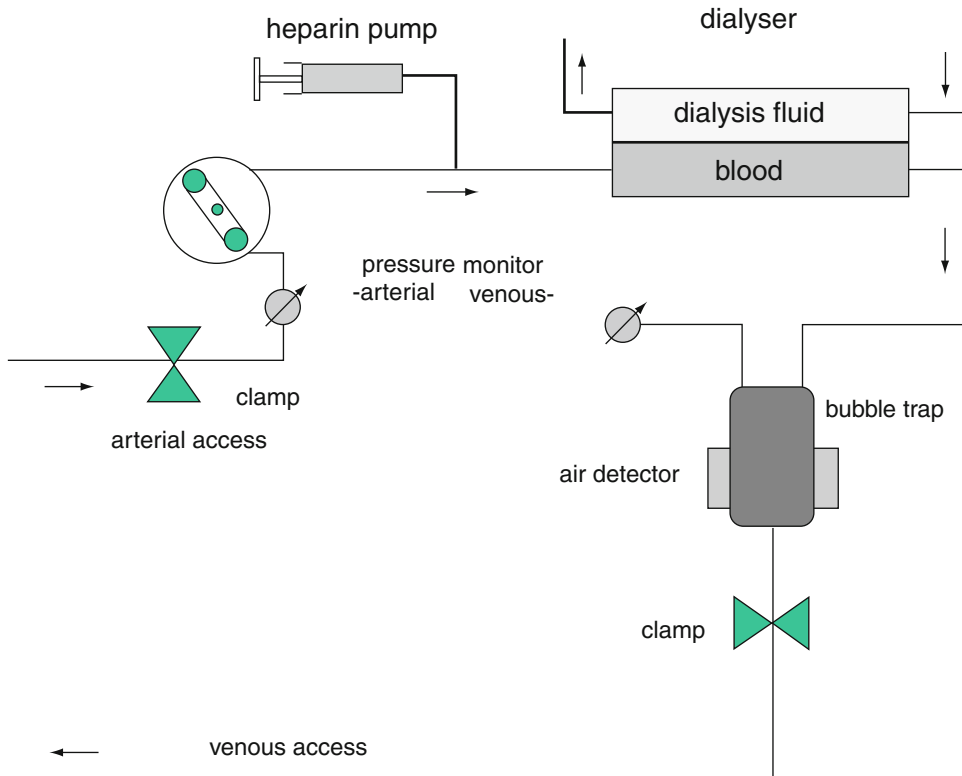 dialyser
heparin pump
dialysis fluid
blood
pressure monitor
-arterial venous-
clamp
bubble trap
arterial access
air detector
clamp
venous access